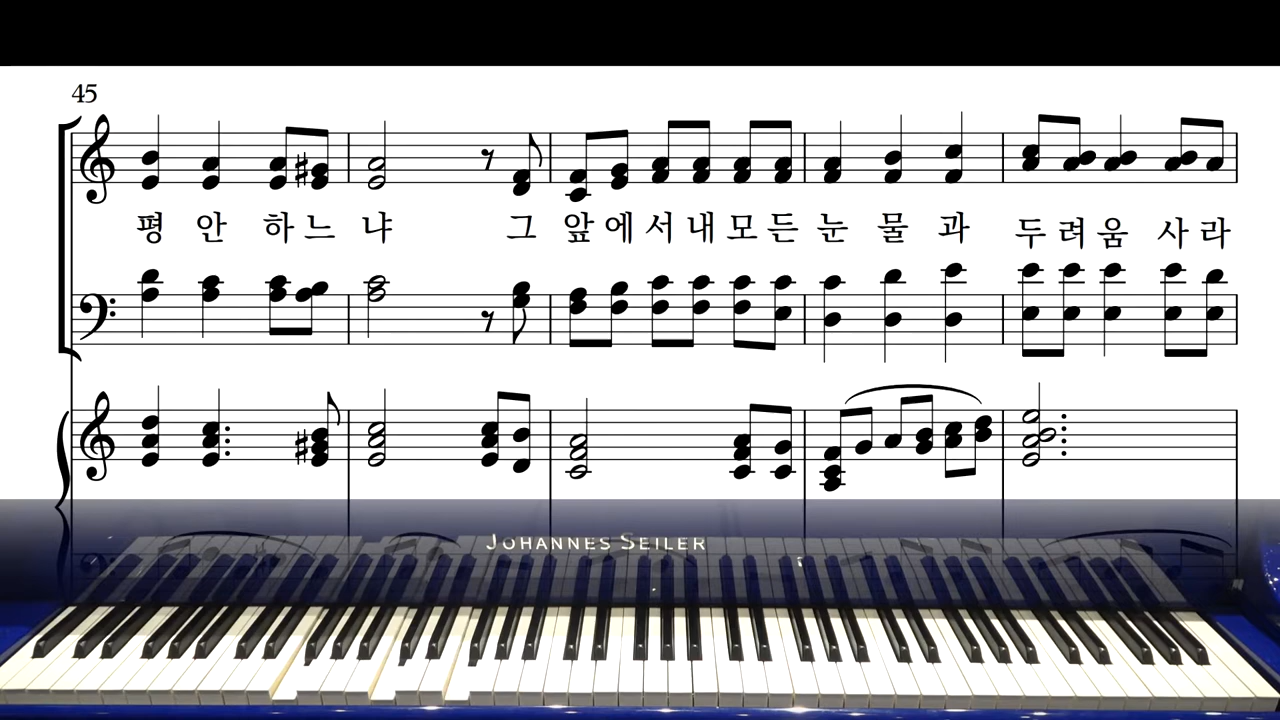 45
평 안 하 느 냐 그 앞 에 서 내 모 든 눈 물 과 두 려 움 사 라
JOHANNES SEILER